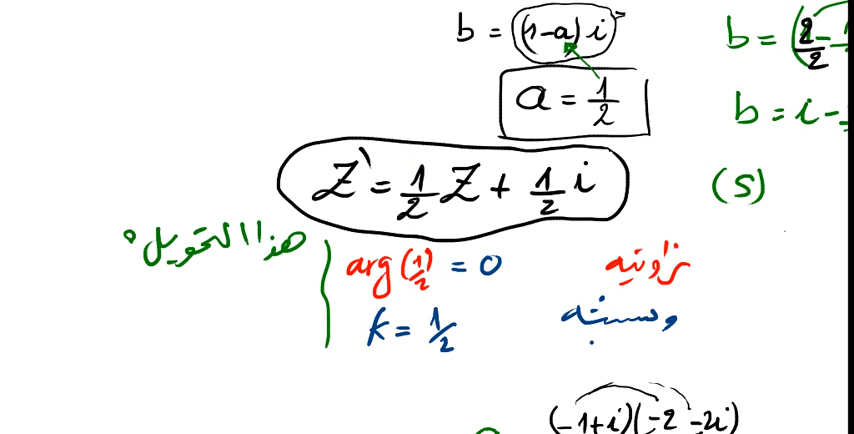 b = (1-a) i
a = 1/2
b = (2/2 -
b = i -
Z' = 1/2 Z + 1/2 i (S)
هذا التحويل:
arg(1/2) = 0 زاويته
k = 1/2 ونسبته
(-1+i)(-2-2i)